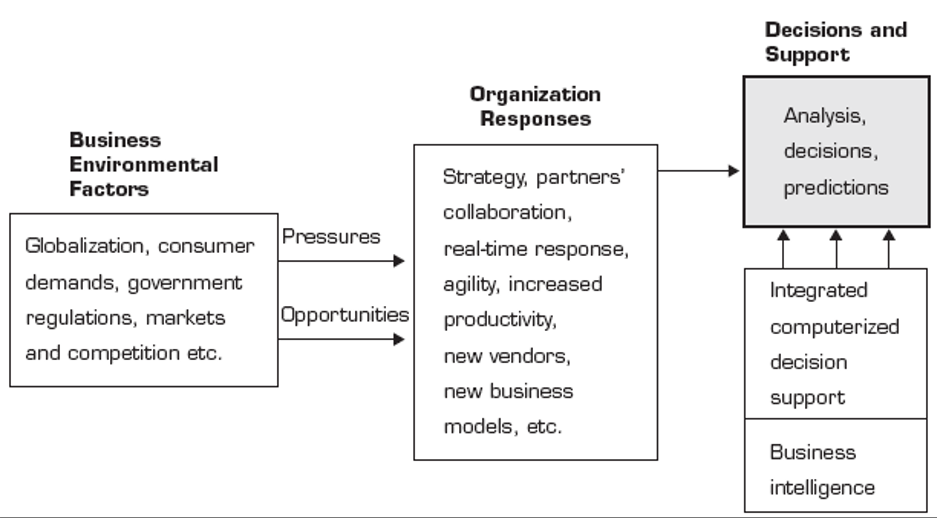 Business
Environmental
Factors
Globalization, consumer
demands, government
regulations, markets
and competition etc.
Pressures
Opportunities
Organization
Responses
Strategy, partners'
collaboration,
real-time response,
agility, increased
productivity,
new vendors,
new business
models, etc.
Decisions and
Support
Analysis,
decisions,
predictions
Integrated
computerized
decision
support
Business
intelligence